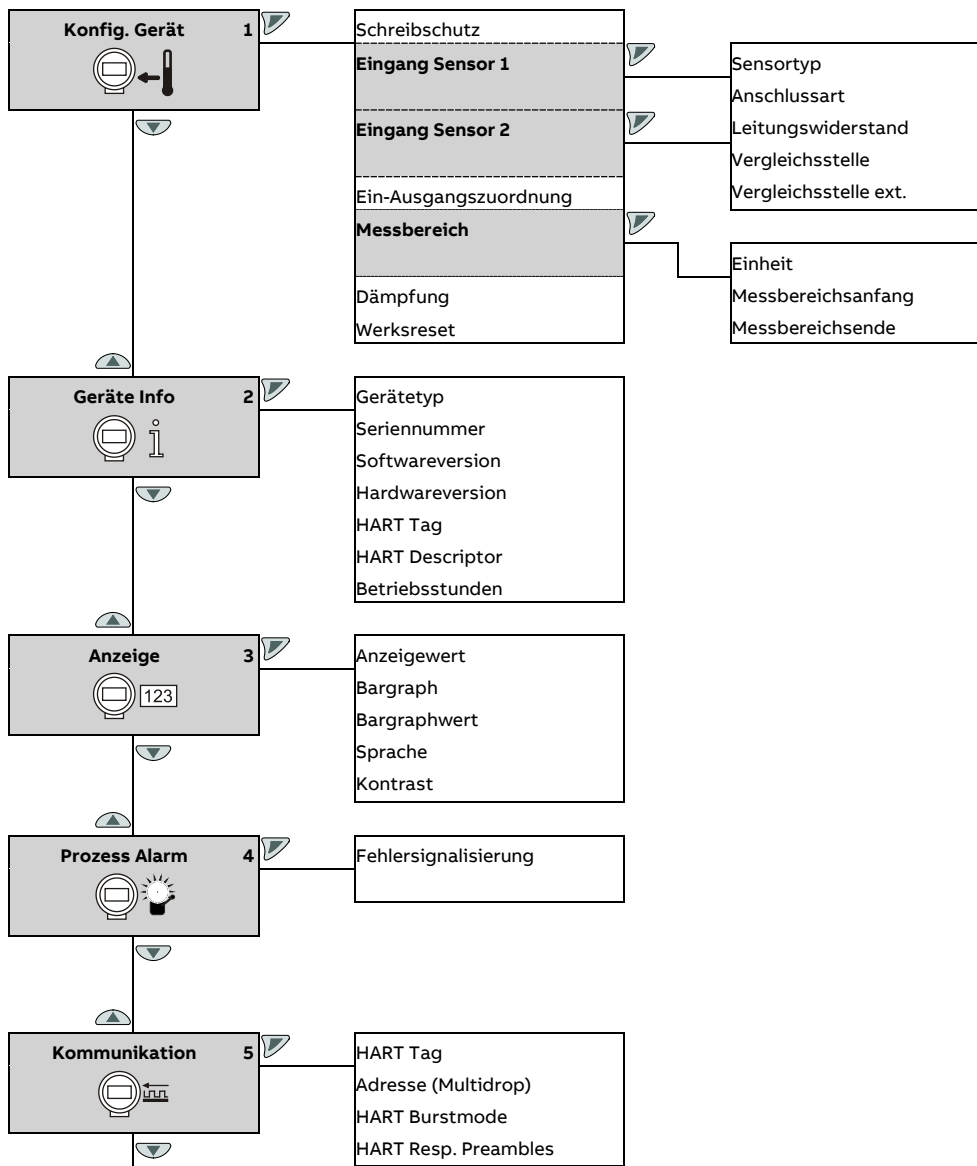 Konfig. Gerät 1
Schreibschutz
Eingang Sensor 1
Eingang Sensor 2
Ein-Ausgangszuordnung
Messbereich
Dämpfung
Werksreset
Sensortyp
Anschlussart
Leitungswiderstand
Vergleichsstelle
Vergleichsstelle ext.
Einheit
Messbereichsanfang
Messbereichsende
Geräte Info 2
Gerätetyp
Seriennummer
Softwareversion
Hardwareversion
HART Tag
HART Descriptor
Betriebsstunden
Anzeige 3
123
Anzeigewert
Bargraph
Bargraphwert
Sprache
Kontrast
Prozess Alarm 4
Fehlersignalisierung
Kommunikation 5
HART Tag
Adresse (Multidrop)
HART Burstmode
HART Resp. Preambles